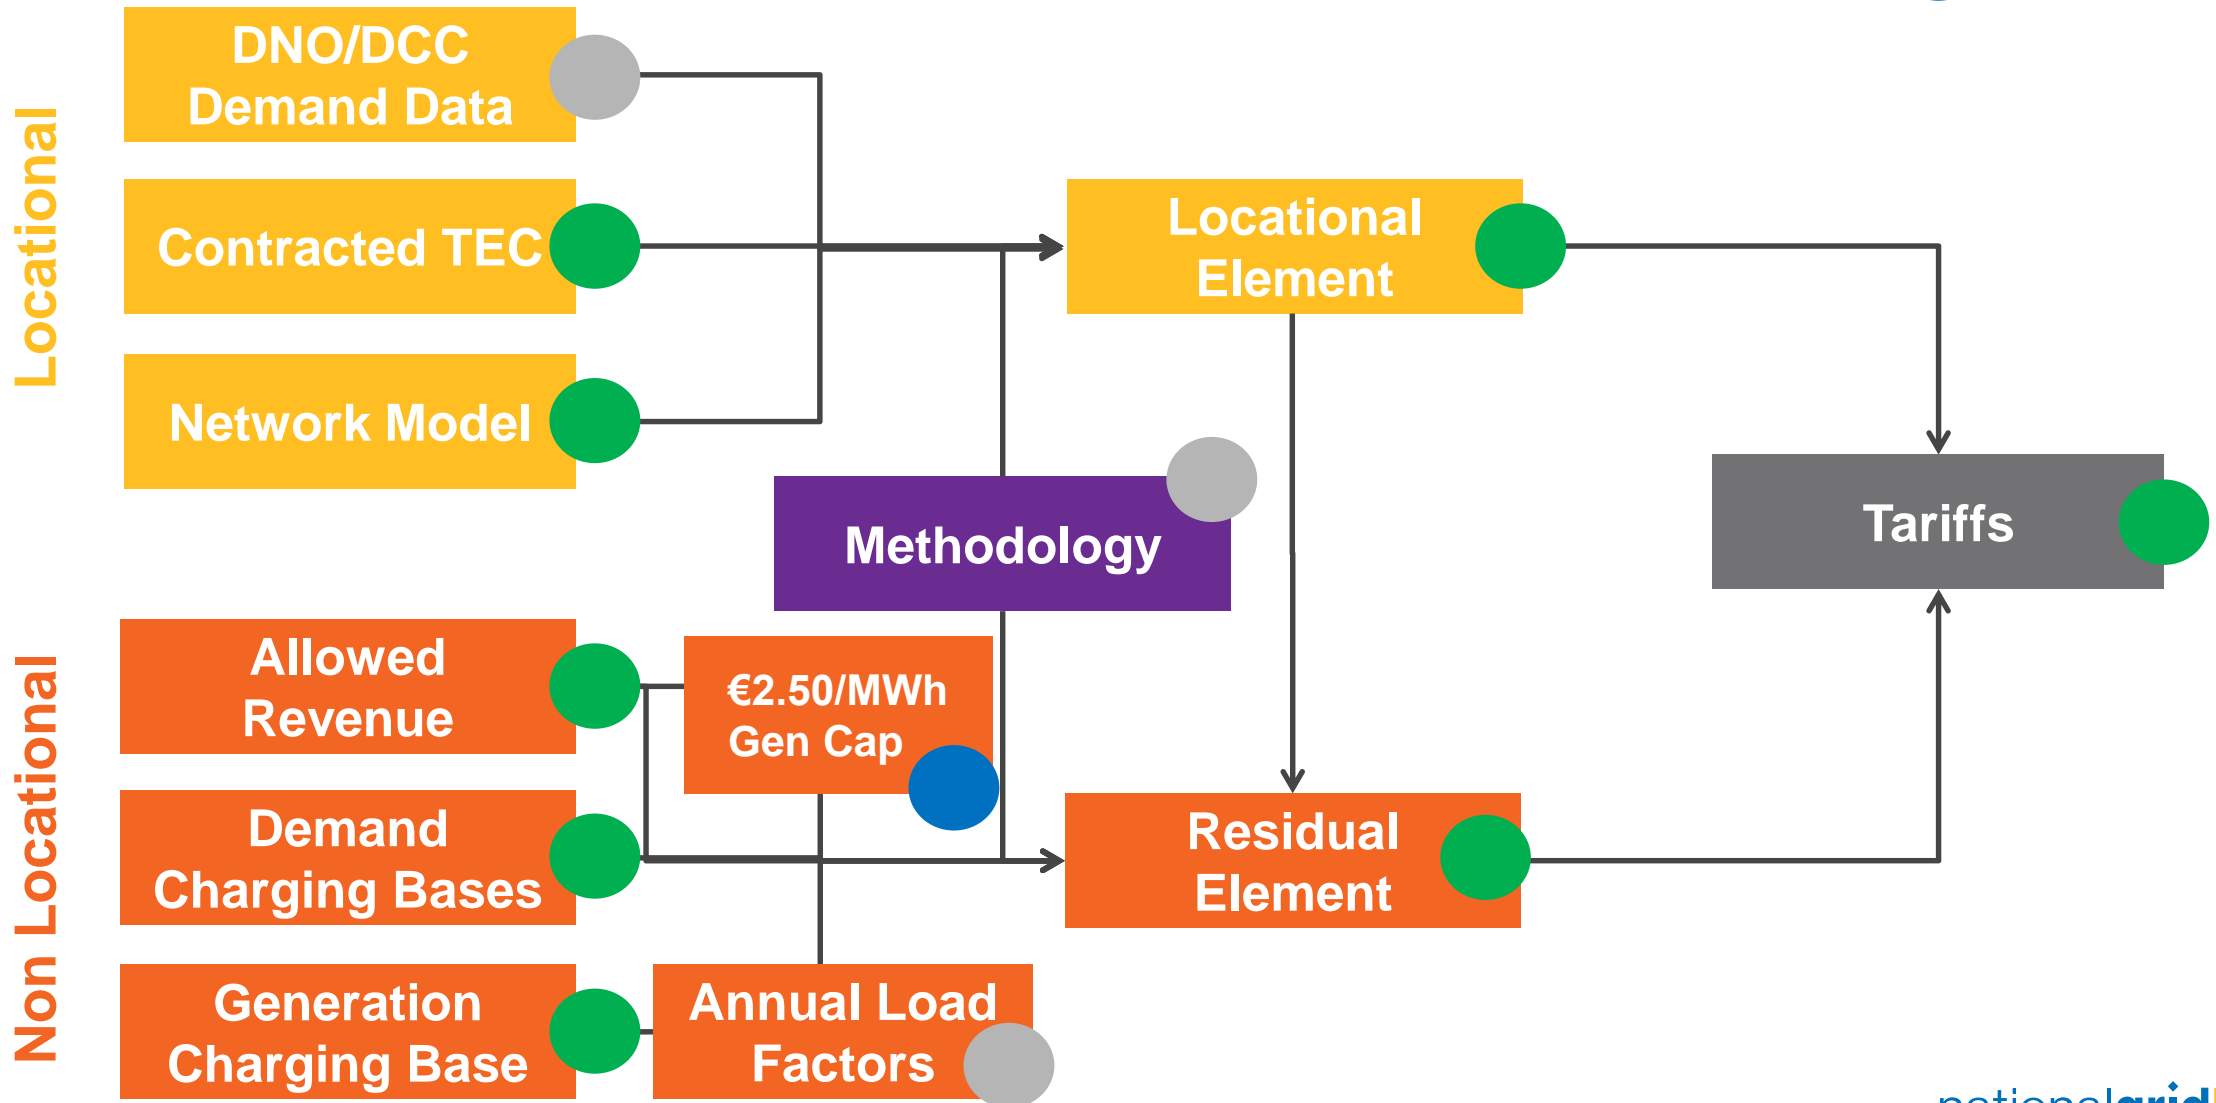 Locational
DNO/DCC
Demand Data
Contracted TEC
Network Model
Locational
Element
Methodology
Tariffs
Non Locational
Allowed
Revenue
€2.50/MWh
Gen Cap
Demand
Charging Bases
Residual
Element
Generation
Charging Base
Annual Load
Factors
nationalgrid